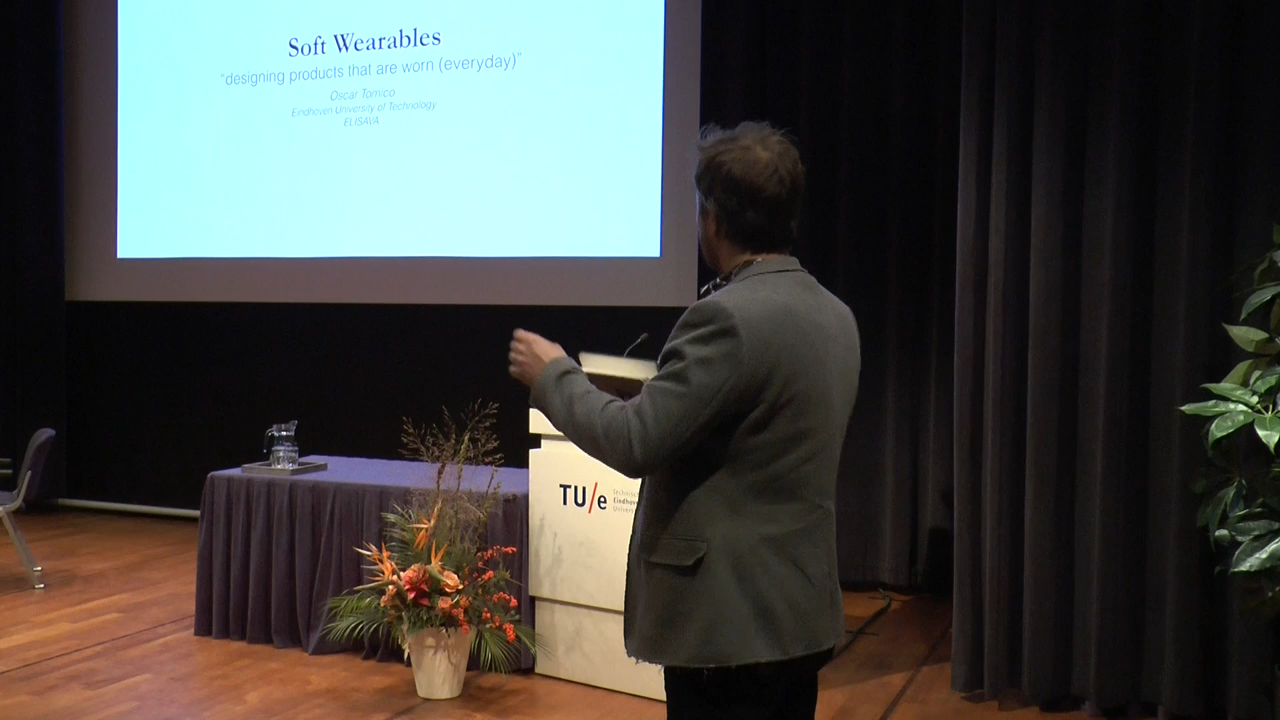 Soft Wearables
"designing products that are worn (everyday)"
Oscar Tomico
Eindhoven University of Technology
ELISAVA
TU/e